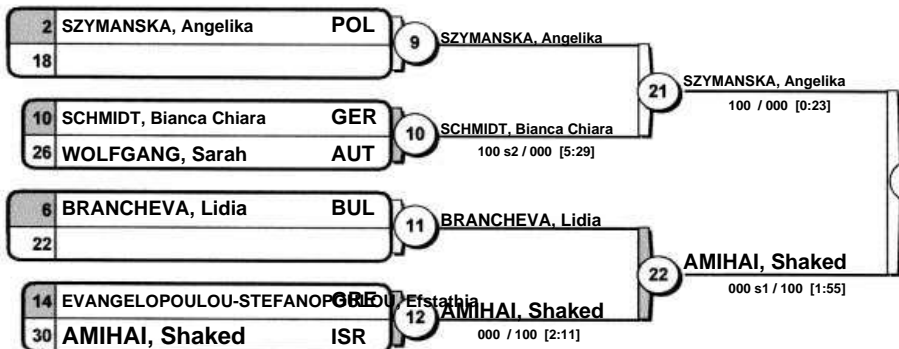 2 SZYMANSKA, Angelika POL
18
9
SZYMANSKA, Angelika
10 SCHMIDT, Bianca Chiara GER
26 WOLFGANG, Sarah AUT
10
SCHMIDT, Bianca Chiara
100 s2 / 000 [5:29]
21
SZYMANSKA, Angelika
100 / 000 [0:23]
6 BRANCHEVA, Lidia BUL
22
11
BRANCHEVA, Lidia
14 EVANGELOPOULOU-STEFANOPOULOU, Efstathia GRE
30 AMIHAI, Shaked ISR
12
AMIHAI, Shaked
000 / 100 [2:11]
22
AMIHAI, Shaked
000 s1 / 100 [1:55]